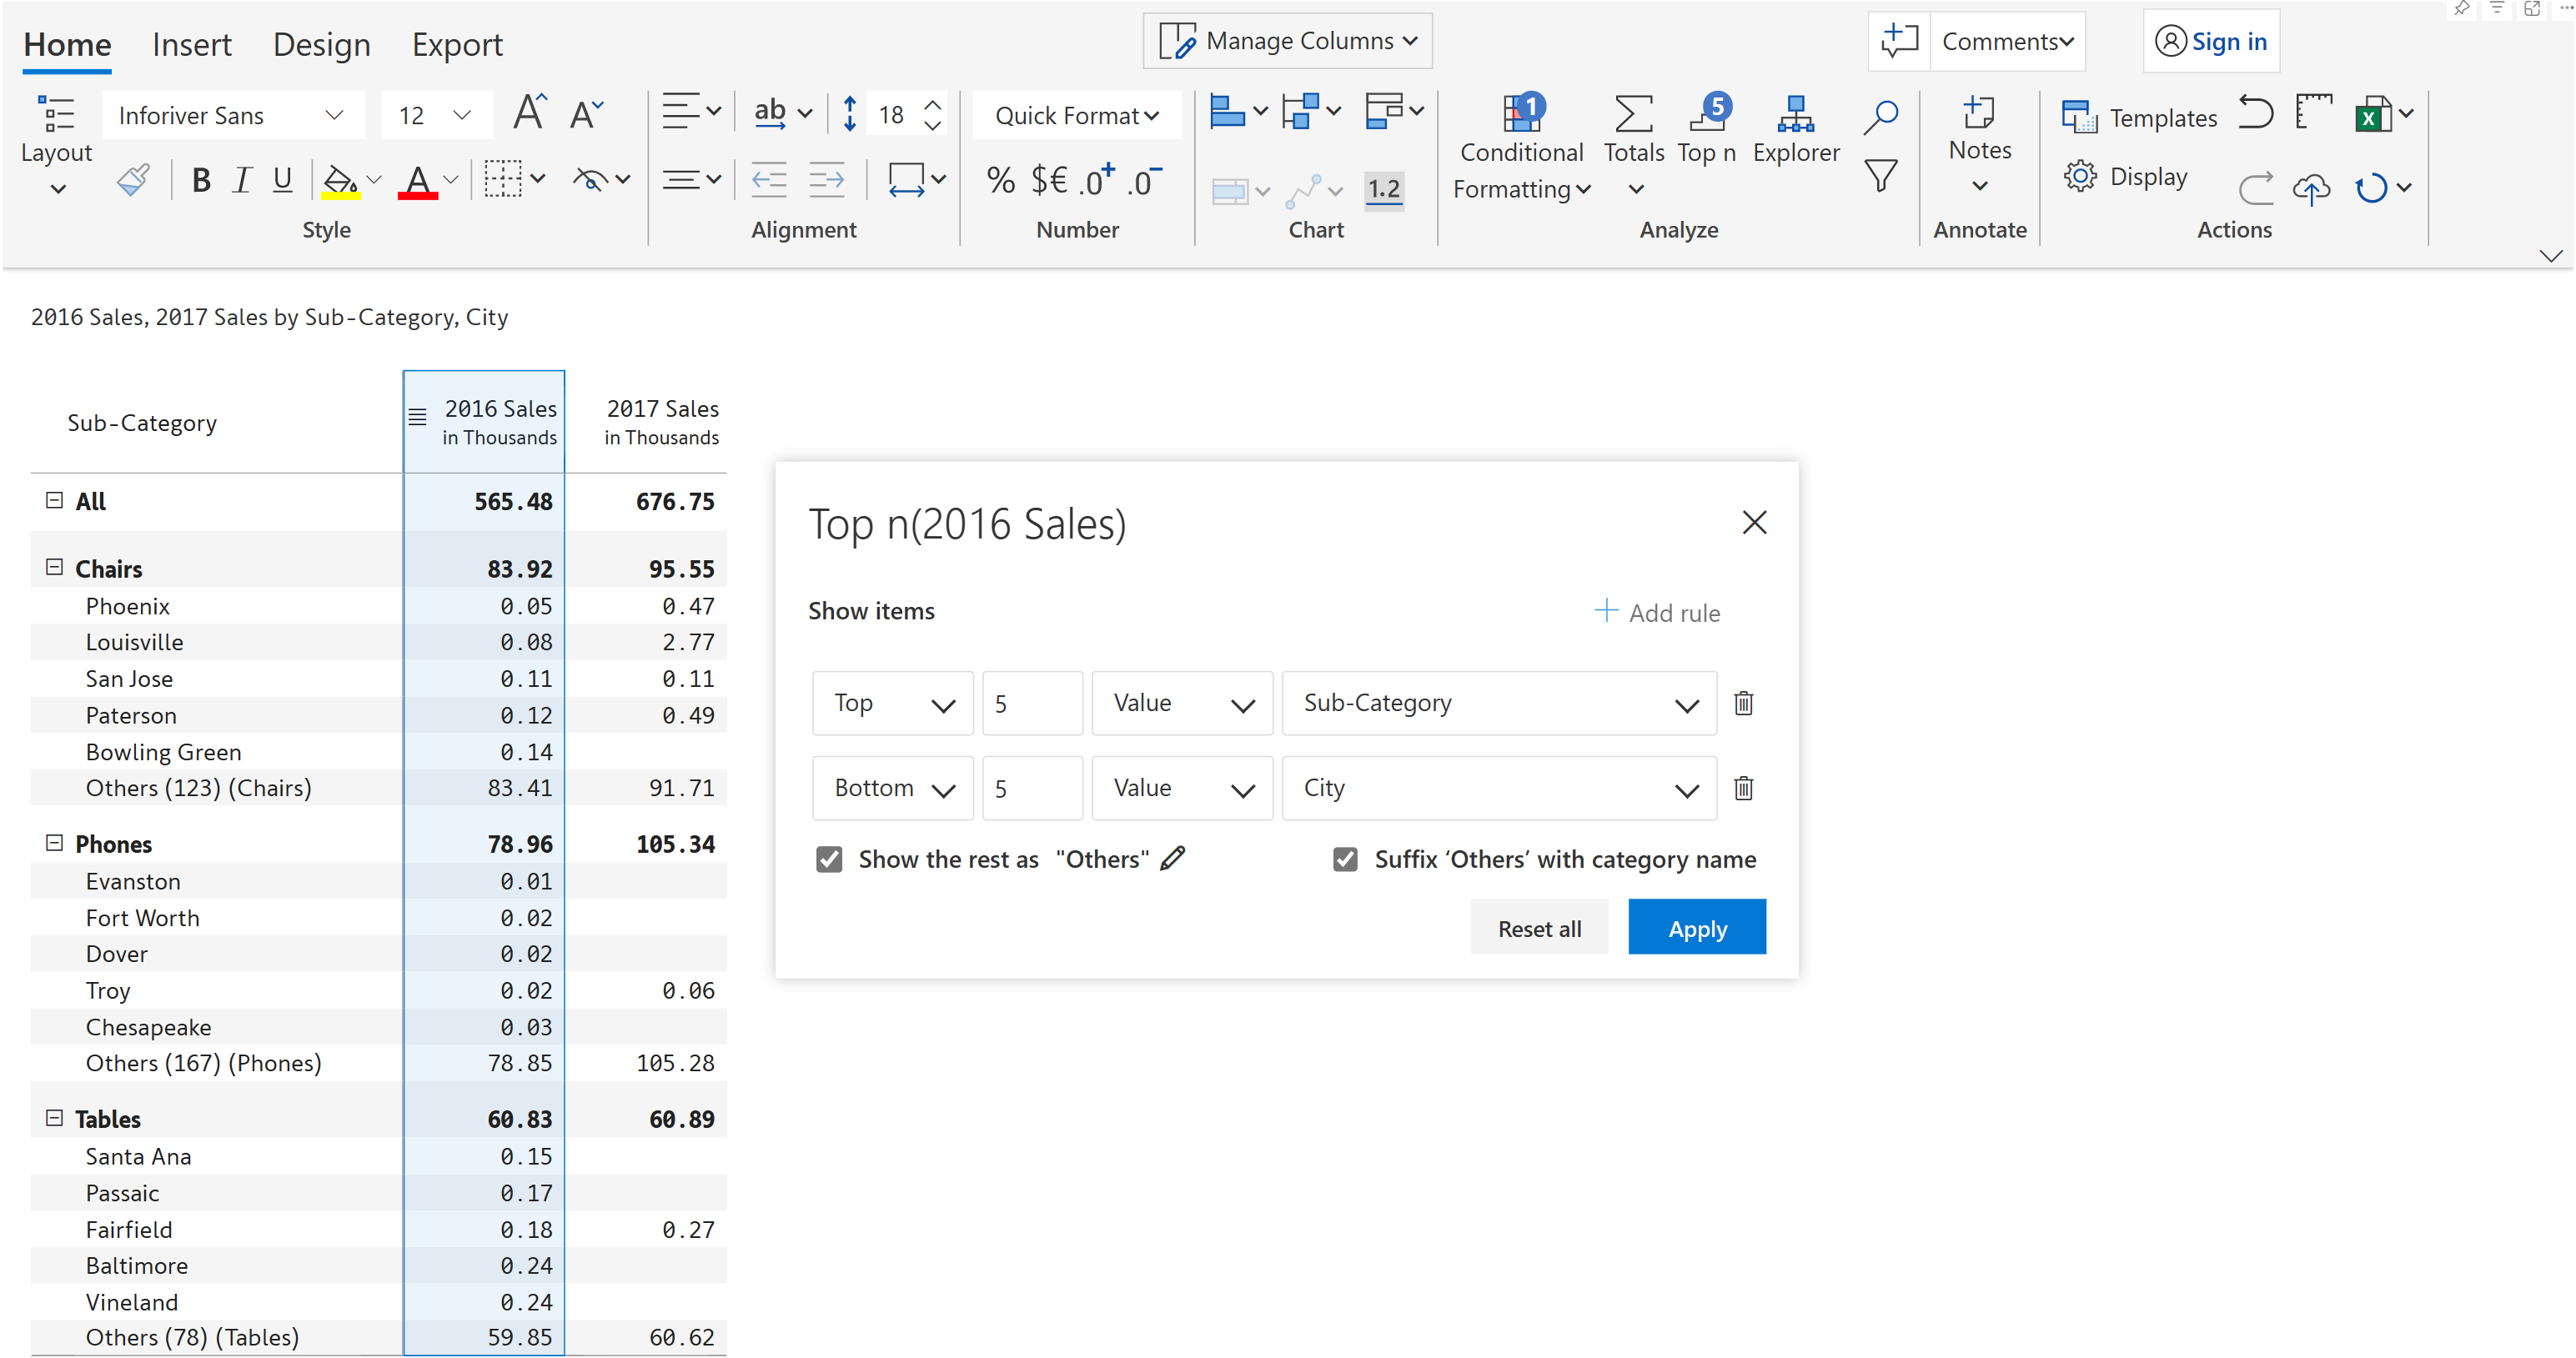 Home Insert Design Export
Manage Columns
Comments
Sign in
Layout
Inforiver Sans
12
A A
B I U
A
Style
ab
18
Alignment
Quick Format
% $€ .0+ .0-
Number
1.2
Chart
1
Conditional
Formatting
Totals
5
Top n
Explorer
Analyze
Notes
Annotate
Templates
Display
X
Actions
2016 Sales, 2017 Sales by Sub-Category, City
Sub-Category 2016 Sales in Thousands 2017 Sales in Thousands
All 565.48 676.75
Chairs 83.92 95.55
Phoenix 0.05 0.47
Louisville 0.08 2.77
San Jose 0.11 0.11
Paterson 0.12 0.49
Bowling Green 0.14
Others (123) (Chairs) 83.41 91.71
Phones 78.96 105.34
Evanston 0.01
Fort Worth 0.02
Dover 0.02
Troy 0.02 0.06
Chesapeake 0.03
Others (167) (Phones) 78.85 105.28
Tables 60.83 60.89
Santa Ana 0.15
Passaic 0.17
Fairfield 0.18 0.27
Baltimore 0.24
Vineland 0.24
Others (78) (Tables) 59.85 60.62
Top n(2016 Sales)
Show items
Add rule
Top 5 Value Sub-Category
Bottom 5 Value City
Show the rest as "Others"
Suffix ‘Others’ with category name
Reset all Apply